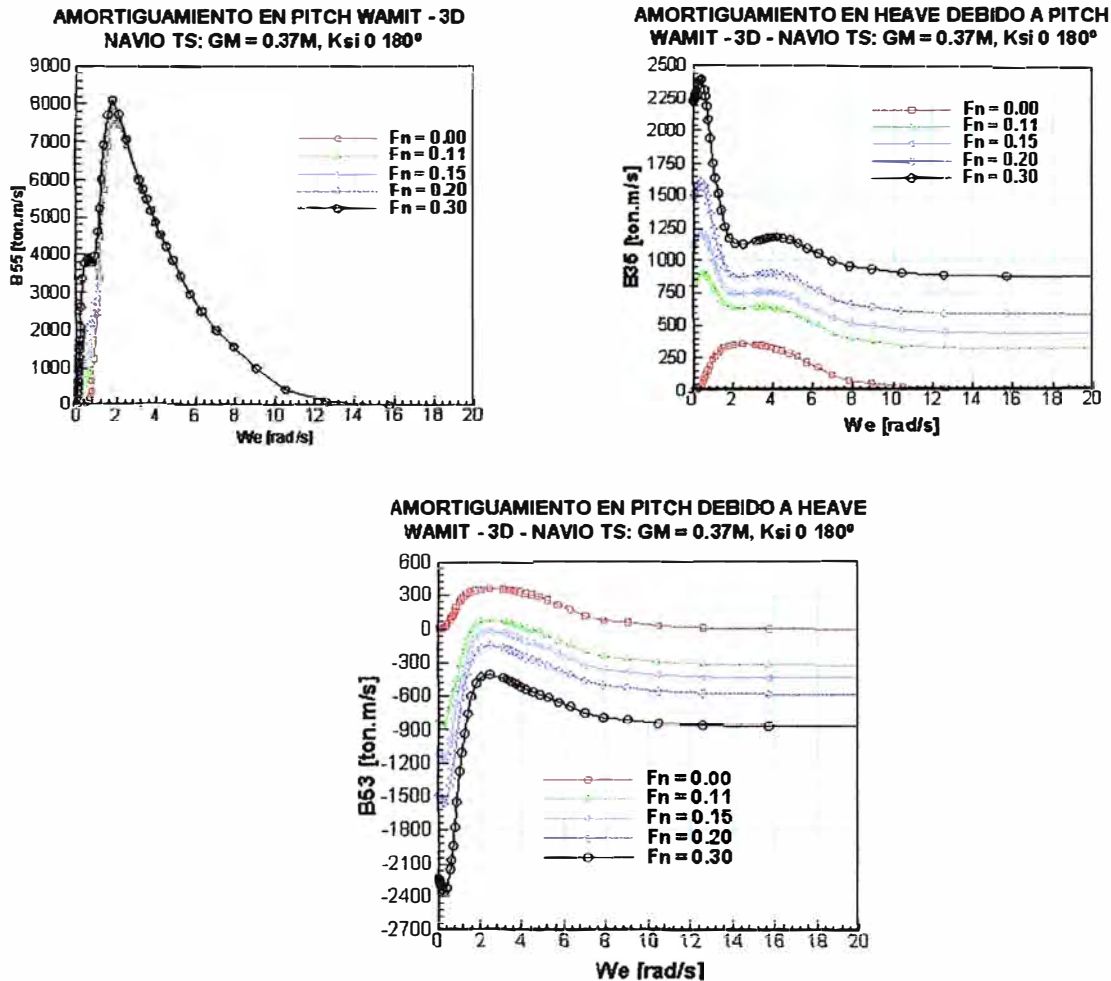 AMORTIGUAMIENTO EN PITCH WAMIT - 3D
NAVIO TS: GM = 0.37M, Ksi 0 180º
9000
8000
7000
6000
5000
4000
3000
2000
1000
0
B55 [ton.m/s]
Fn = 0.00
Fn = 0.11
Fn = 0.15
Fn = 0.20
Fn = 0.30
0 2 4 6 8 10 12 14 16 18 20
We [rad/s]
AMORTIGUAMIENTO EN HEAVE DEBIDO A PITCH
WAMIT - 3D - NAVIO TS: GM = 0.37M, Ksi 0 180º
2500
2250
2000
1750
1500
1250
1000
750
500
250
0
B35 [ton.m/s]
Fn = 0.00
Fn = 0.11
Fn = 0.15
Fn = 0.20
Fn = 0.30
0 2 4 6 8 10 12 14 16 18 20
We [rad/s]
AMORTIGUAMIENTO EN PITCH DEBIDO A HEAVE
WAMIT - 3D - NAVIO TS: GM = 0.37M, Ksi 0 180º
600
300
0
-300
-600
-900
-1200
-1500
-1800
-2100
-2400
-2700
B53 [ton.m/s]
Fn = 0.00
Fn = 0.11
Fn = 0.15
Fn = 0.20
Fn = 0.30
0 2 4 6 8 10 12 14 16 18 20
We [rad/s]